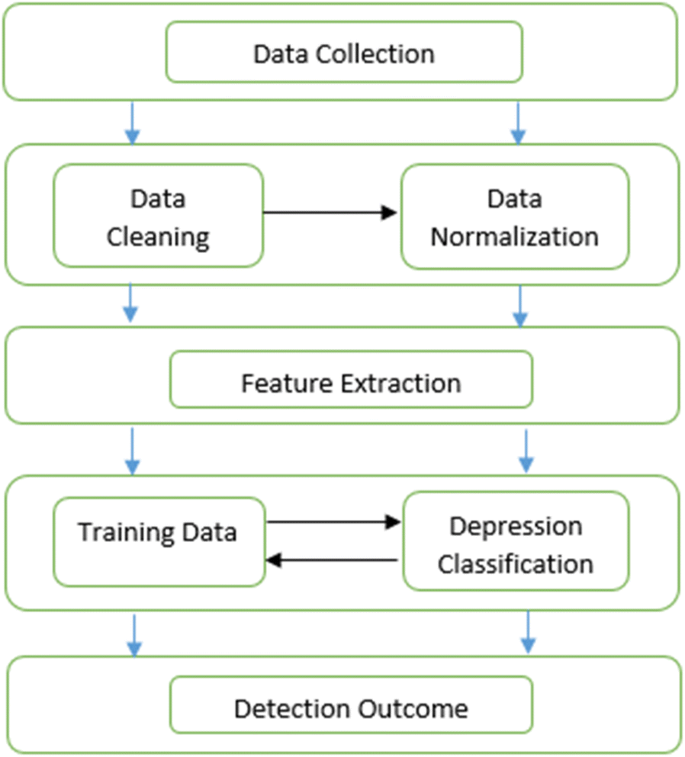 Data Collection
Data
Cleaning
Data
Normalization
Feature Extraction
Training Data
Depression
Classification
Detection Outcome